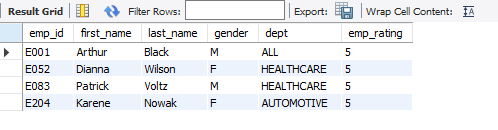 Result Grid Filter Rows: Export: Wrap Cell Content:
emp_id first_name last_name gender dept emp_rating
E001 Arthur Black M ALL 5
E052 Dianna Wilson F HEALTHCARE 5
E083 Patrick Voltz M HEALTHCARE 5
E204 Karene Nowak F AUTOMOTIVE 5